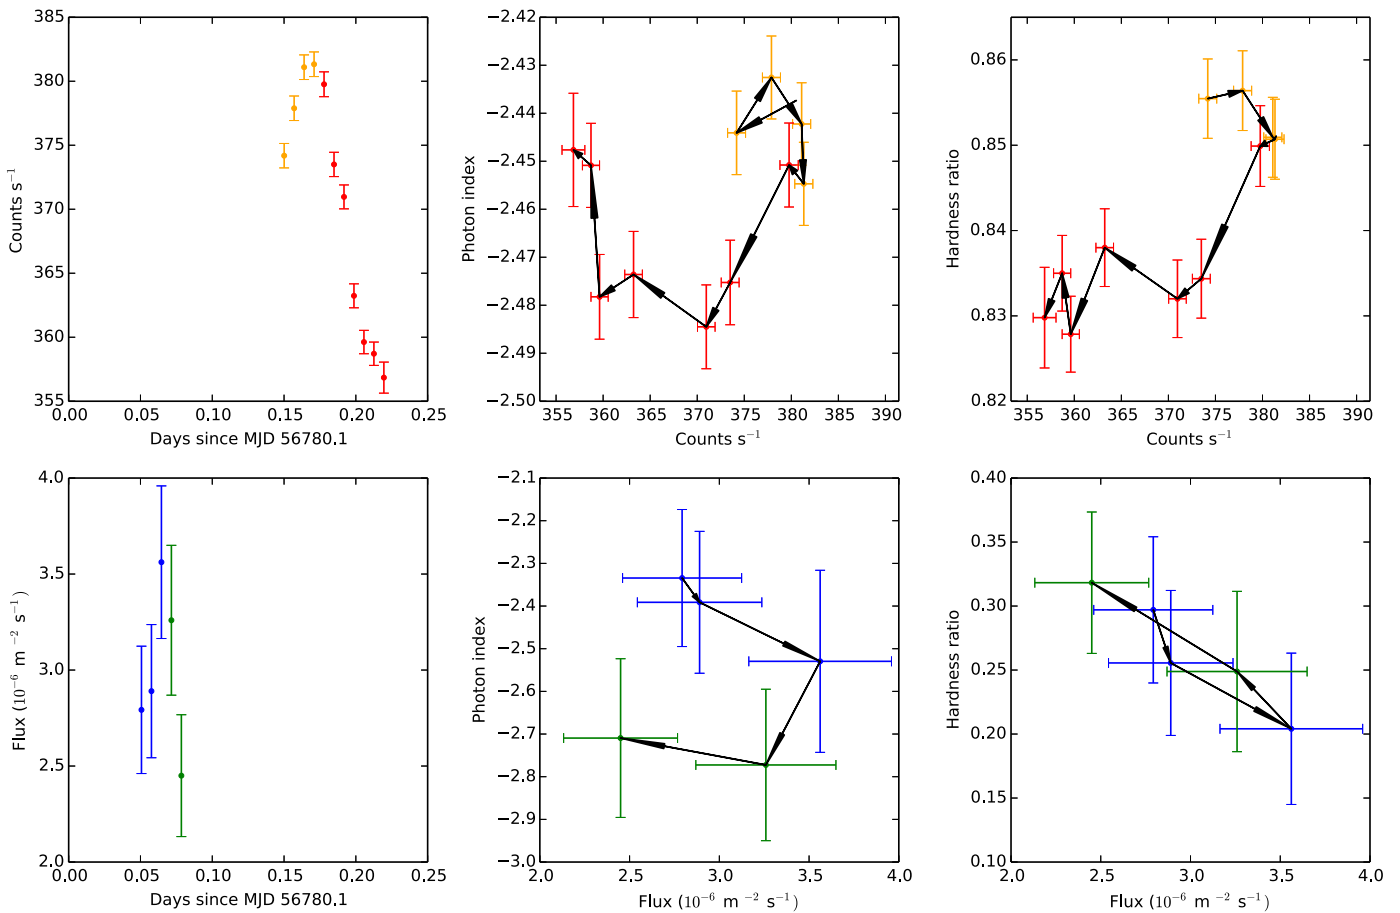 385
380
375
370
365
360
355
Counts s⁻¹
0.00 0.05 0.10 0.15 0.20 0.25
Days since MJD 56780.1
−2.42
−2.43
−2.44
−2.45
−2.46
−2.47
−2.48
−2.49
−2.50
Photon index
355 360 365 370 375 380 385 390
Counts s⁻¹
0.86
0.85
0.84
0.83
0.82
Hardness ratio
355 360 365 370 375 380 385 390
Counts s⁻¹
4.0
3.5
3.0
2.5
2.0
Flux (10⁻⁶ m ⁻² s⁻¹)
0.00 0.05 0.10 0.15 0.20 0.25
Days since MJD 56780.1
−2.1
−2.2
−2.3
−2.4
−2.5
−2.6
−2.7
−2.8
−2.9
−3.0
Photon index
2.0 2.5 3.0 3.5 4.0
Flux (10⁻⁶ m ⁻² s⁻¹)
0.40
0.35
0.30
0.25
0.20
0.15
0.10
Hardness ratio
2.0 2.5 3.0 3.5 4.0
Flux (10⁻⁶ m ⁻² s⁻¹)